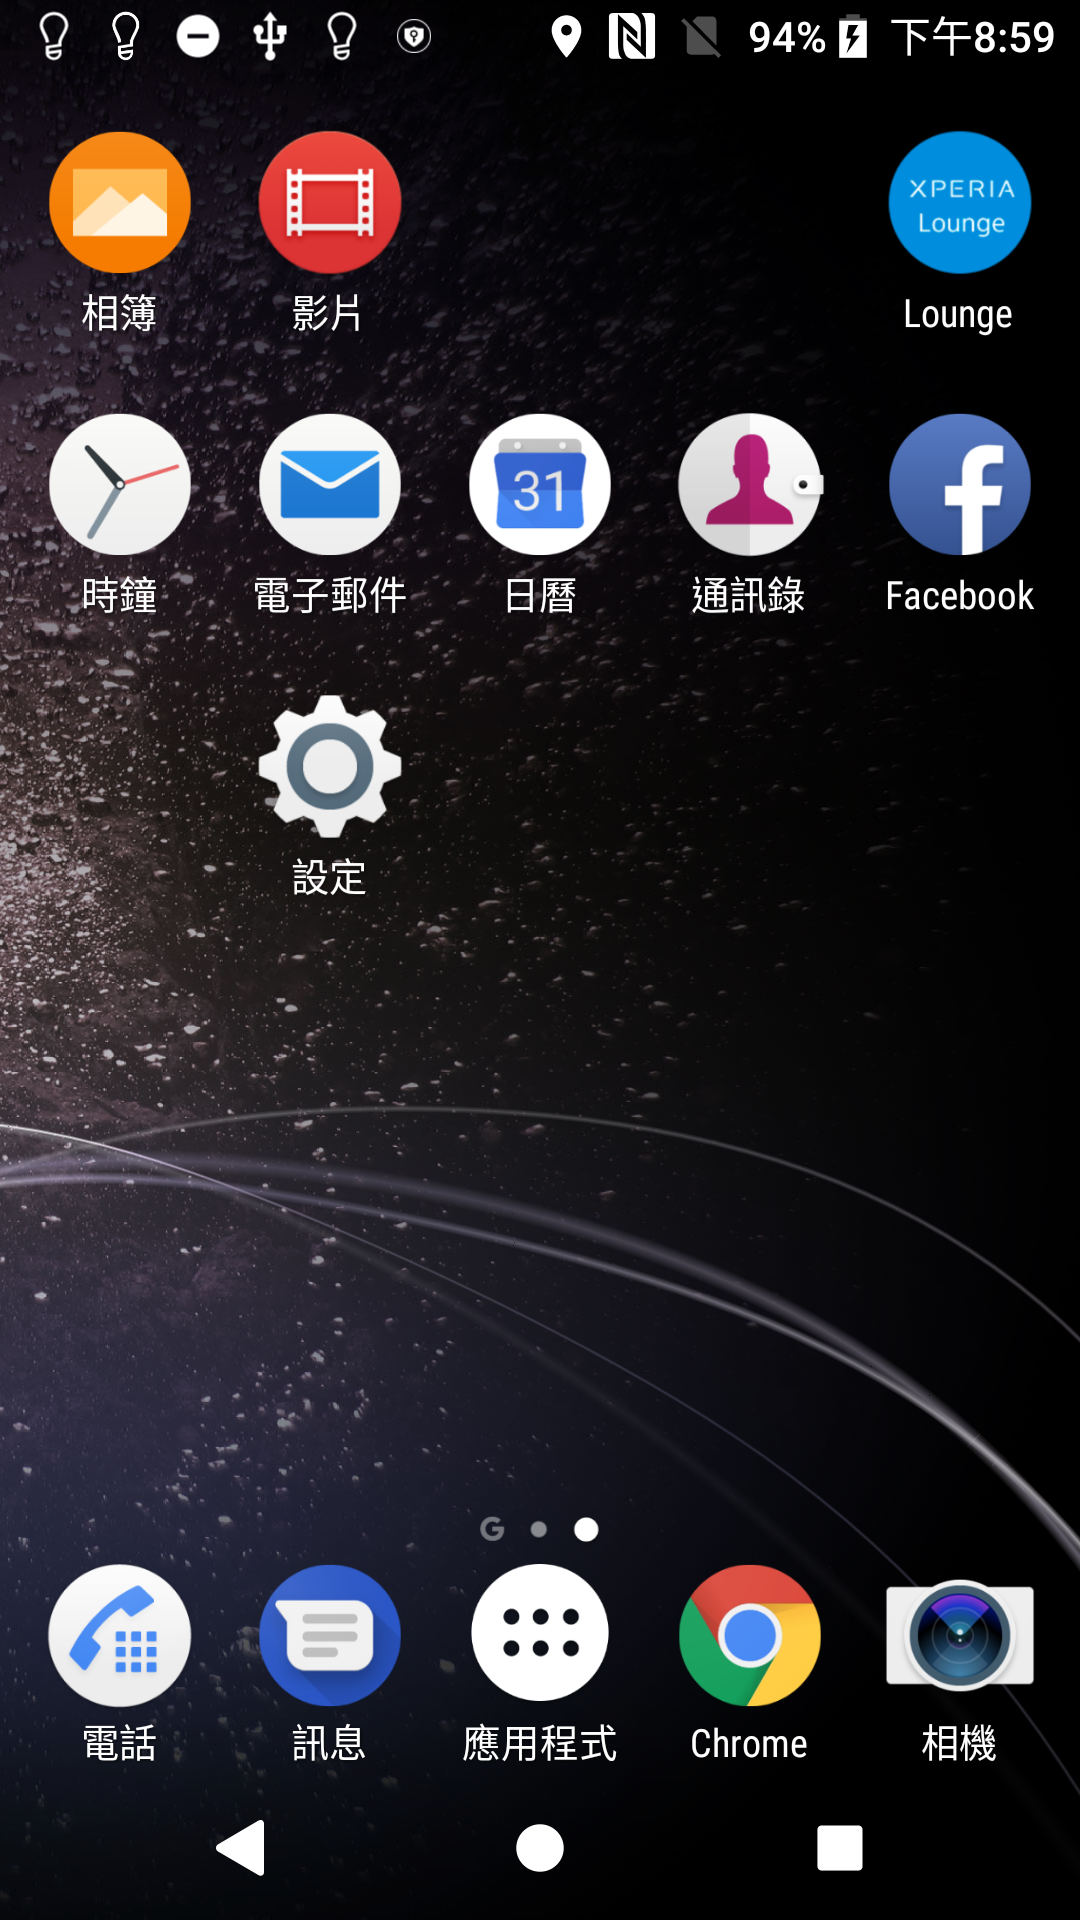 94% 下午8:59
XPERIA
Lounge
相簿 影片 Lounge
31
時鐘 電子郵件 日曆 通訊錄 Facebook
設定
電話 訊息 應用程式 Chrome 相機